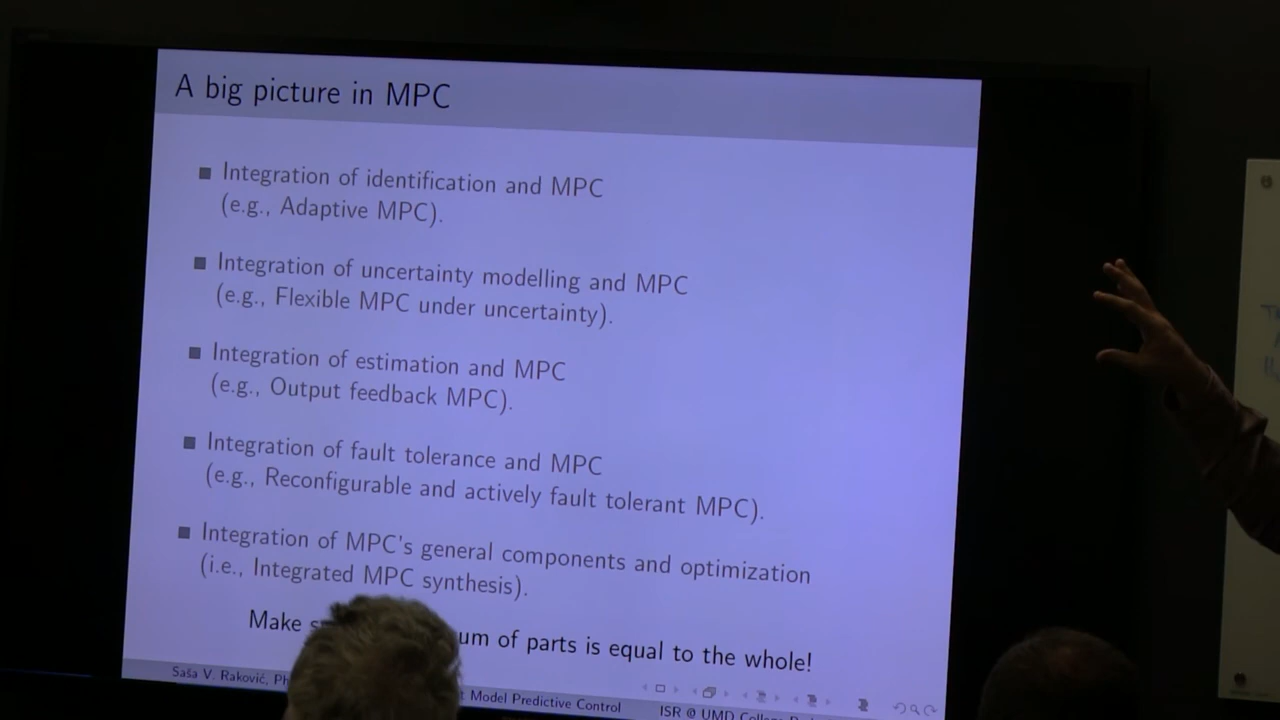 A big picture in MPC
Integration of identification and MPC
(e.g., Adaptive MPC).
Integration of uncertainty modelling and MPC
(e.g., Flexible MPC under uncertainty).
Integration of estimation and MPC
(e.g., Output feedback MPC).
Integration of fault tolerance and MPC
(e.g., Reconfigurable and actively fault tolerant MPC).
Integration of MPC's general components and optimization
(i.e., Integrated MPC synthesis).
Make of parts is equal to the whole!
Saša V. Raković, Model Predictive Control ISR @ UMD College